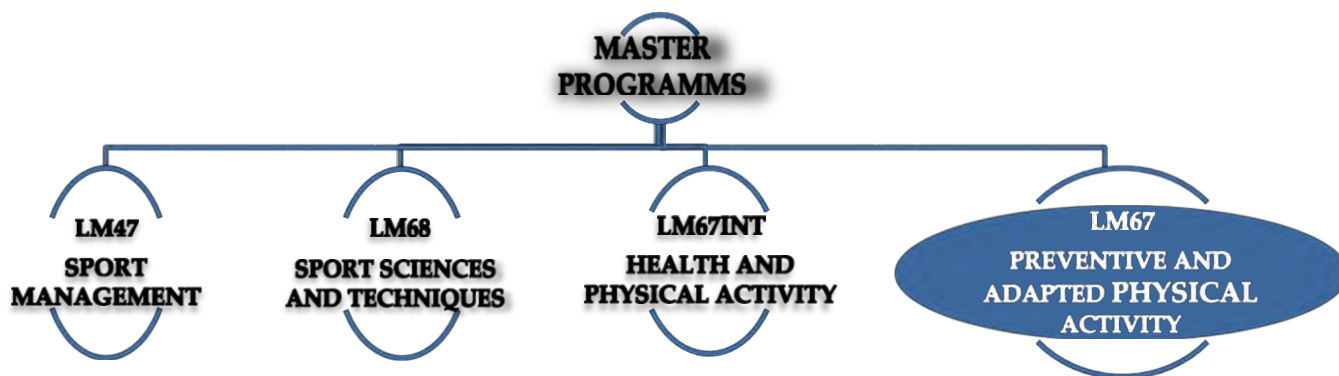 MASTER
PROGRAMMS
LM47
SPORT
MANAGEMENT
LM68
SPORT SCIENCES
AND TECHNIQUES
LM67INT
HEALTH AND
PHYSICAL ACTIVITY
LM67
PREVENTIVE AND
ADAPTED PHYSICAL
ACTIVITY